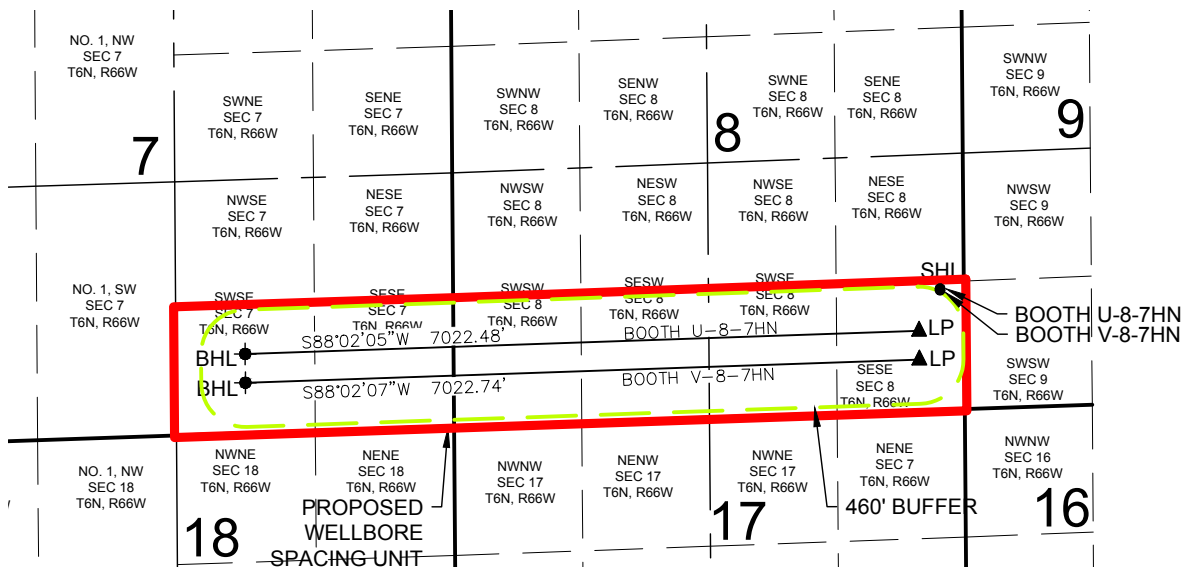 NO. 1, NW
SEC 7
T6N, R66W
7
SWNE
SEC 7
T6N, R66W
SENE
SEC 7
T6N, R66W
SWNW
SEC 8
T6N, R66W
SENW
SEC 8
T6N, R66W
8
SWNE
SEC 8
T6N, R66W
SENE
SEC 8
T6N, R66W
SWNW
SEC 9
T6N, R66W
9
NWSE
SEC 7
T6N, R66W
NESE
SEC 7
T6N, R66W
NWSW
SEC 8
T6N, R66W
NESW
SEC 8
T6N, R66W
NWSE
SEC 8
T6N, R66W
NESE
SEC 8
T6N, R66W
NWSW
SEC 9
T6N, R66W
NO. 1, SW
SEC 7
T6N, R66W
SWSE
SEC 7
T6N, R66W
SESE
SEC 7
T6N, R66W
SWSW
SEC 8
T6N, R66W
SESW
SEC 8
T6N, R66W
SWSE
SEC 8
T6N, R66W
SHL
BOOTH U-8-7HN
BOOTH V-8-7HN
BHL
S88°02'05"W 7022.48'
BOOTH U-8-7HN
LP
BHL
S88°02'07"W 7022.74'
BOOTH V-8-7HN
LP
SESE
SEC 8
T6N, R66W
SWSW
SEC 9
T6N, R66W
NO. 1, NW
SEC 18
T6N, R66W
18
NWNE
SEC 18
T6N, R66W
NENE
SEC 18
T6N, R66W
PROPOSED
WELLBORE
SPACING UNIT
NWNW
SEC 17
T6N, R66W
NENW
SEC 17
T6N, R66W
17
NWNE
SEC 17
T6N, R66W
NENE
SEC 7
T6N, R66W
460' BUFFER
NWNW
SEC 16
T6N, R66W
16